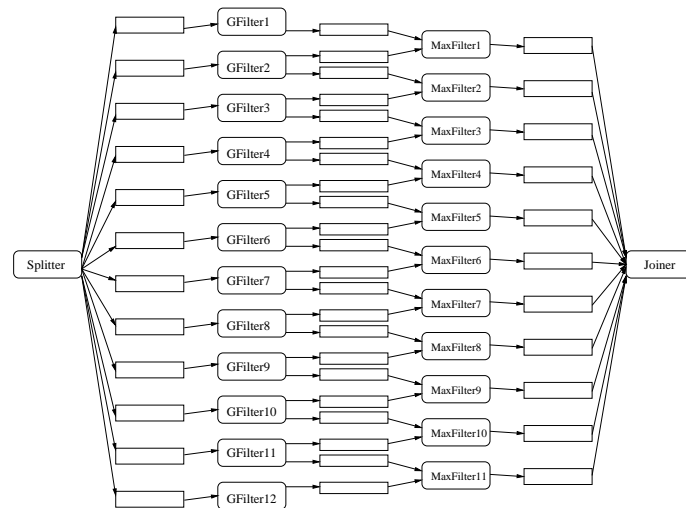 GFilter1
MaxFilter1
GFilter2
MaxFilter2
GFilter3
MaxFilter3
GFilter4
MaxFilter4
GFilter5
MaxFilter5
GFilter6
Splitter
MaxFilter6
Joiner
GFilter7
MaxFilter7
GFilter8
MaxFilter8
GFilter9
MaxFilter9
GFilter10
MaxFilter10
GFilter11
MaxFilter11
GFilter12